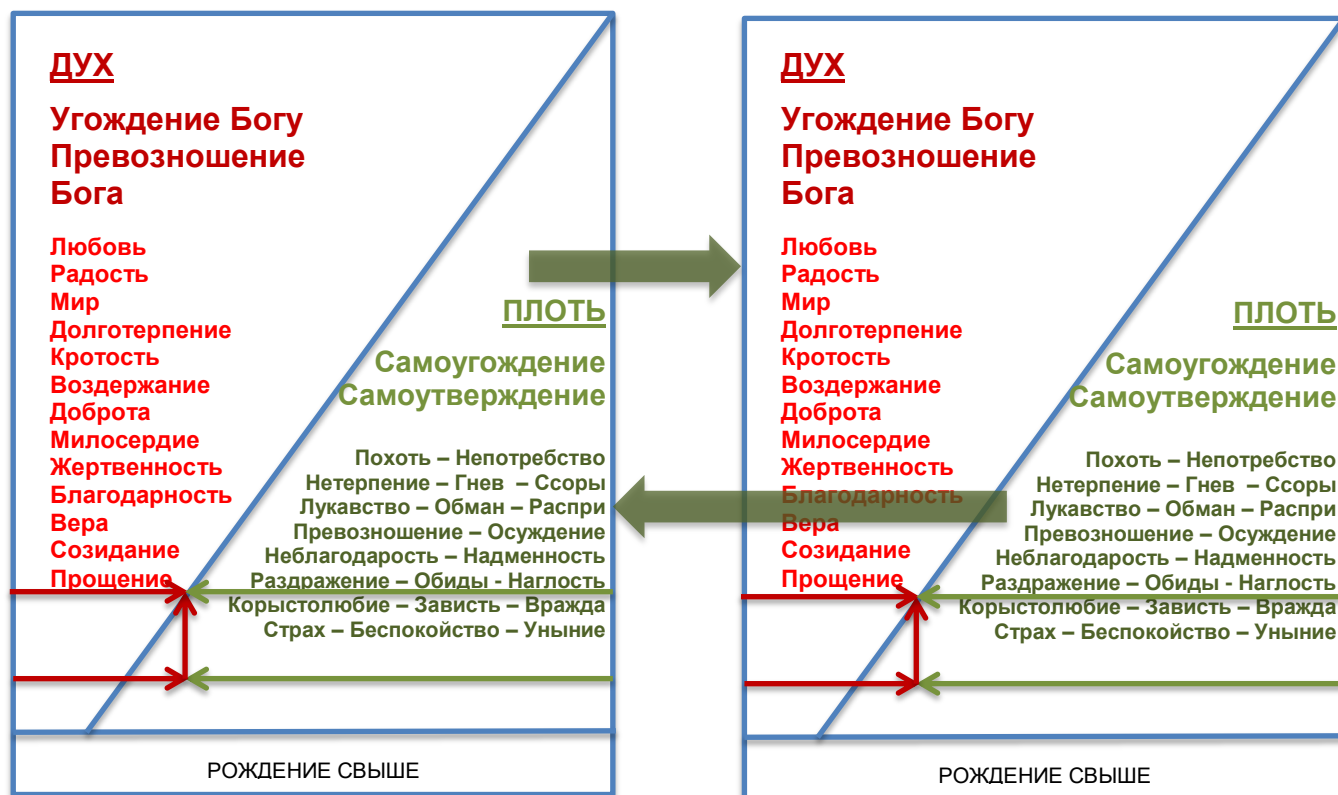 ДУХ
Угождение Богу
Превозношение
Бога
Любовь
Радость
Мир
Долготерпение
Кротость
Воздержание
Доброта
Милосердие
Жертвенность
Благодарность
Вера
Созидание
Прощение
ПЛОТЬ
Самоугождение
Самоутверждение
Похоть – Непотребство
Нетерпение – Гнев – Ссоры
Лукавство – Обман – Распри
Превозношение – Осуждение
Неблагодарость – Надменность
Раздражение – Обиды - Наглость
Корыстолюбие – Зависть – Вражда
Страх – Беспокойство – Уныние
РОЖДЕНИЕ СВЫШЕ
ДУХ
Угождение Богу
Превозношение
Бога
Любовь
Радость
Мир
Долготерпение
Кротость
Воздержание
Доброта
Милосердие
Жертвенность
Благодарность
Вера
Созидание
Прощение
ПЛОТЬ
Самоугождение
Самоутверждение
Похоть – Непотребство
Нетерпение – Гнев – Ссоры
Лукавство – Обман – Распри
Превозношение – Осуждение
Неблагодарость – Надменность
Раздражение – Обиды - Наглость
Корыстолюбие – Зависть – Вражда
Страх – Беспокойство – Уныние
РОЖДЕНИЕ СВЫШЕ